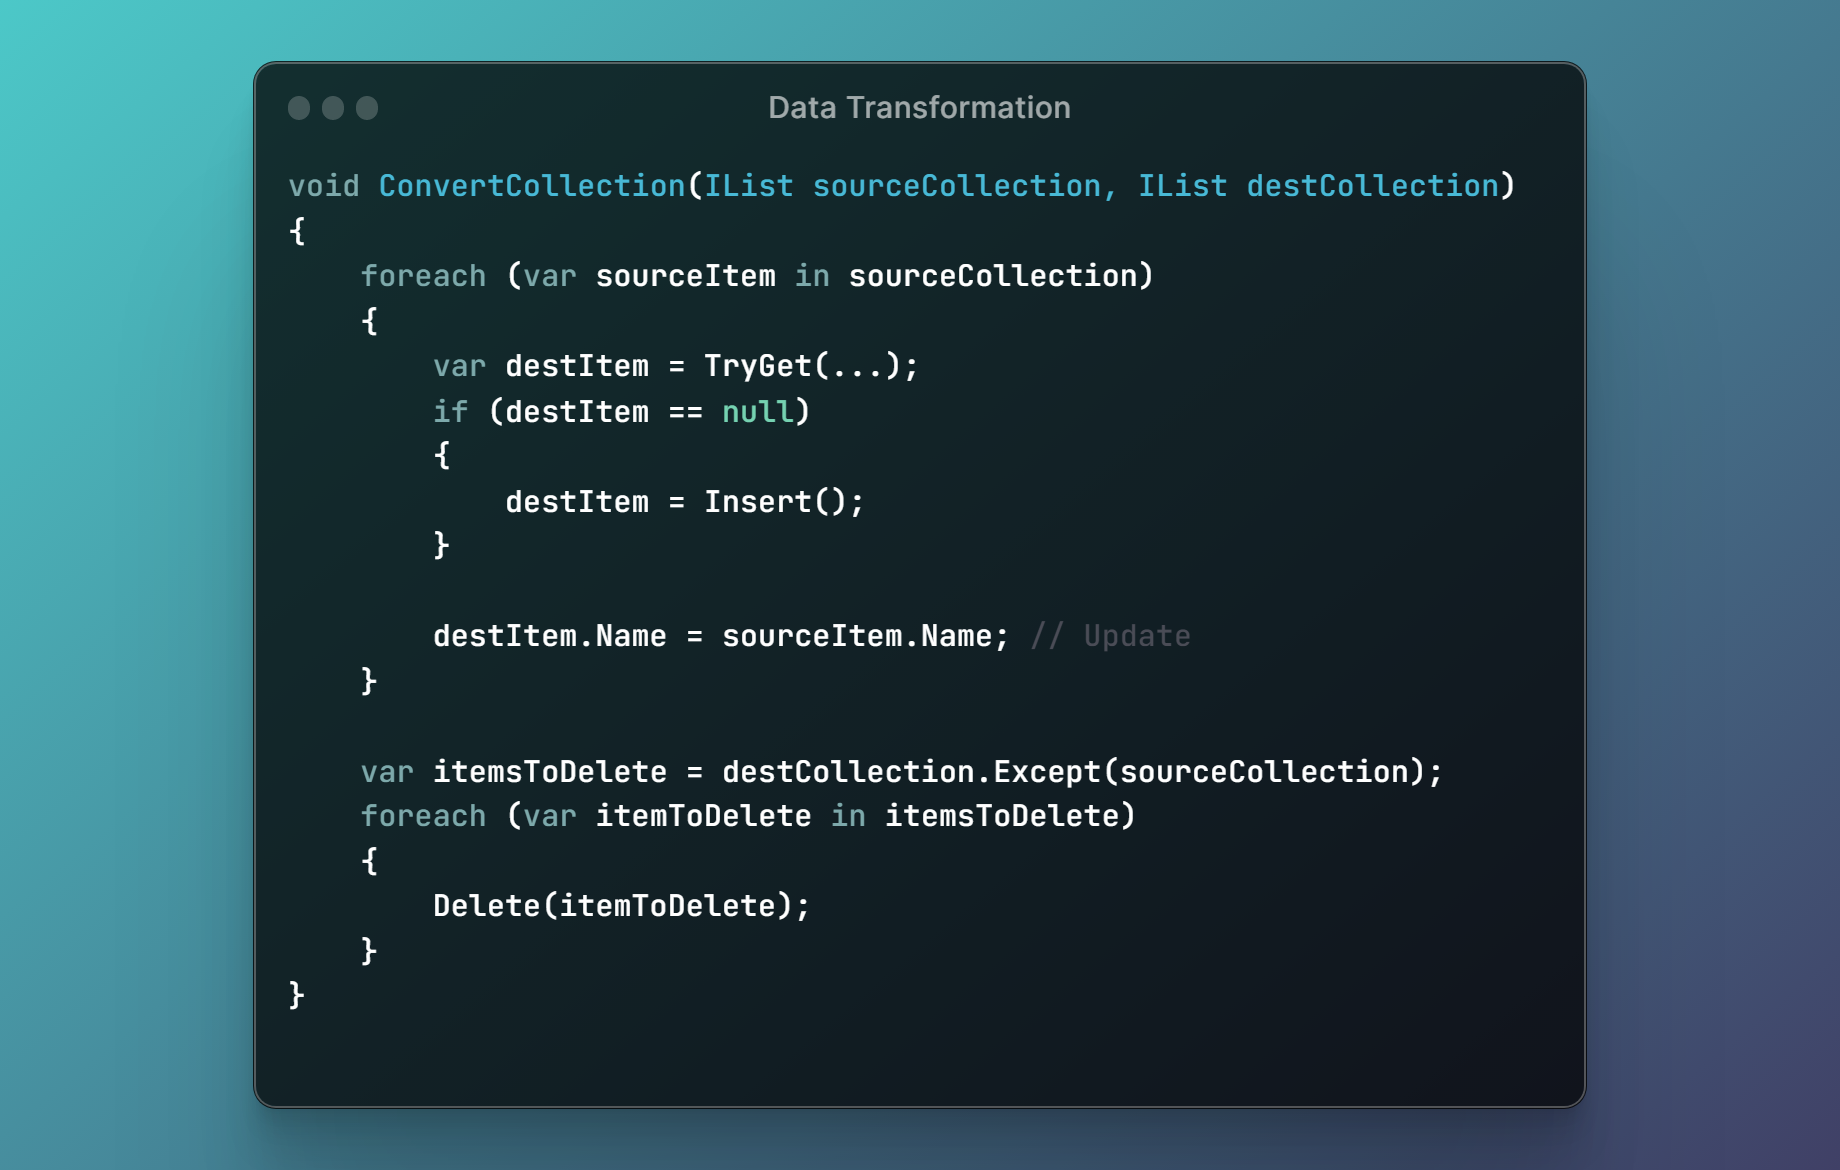 Data Transformation
void ConvertCollection(IList sourceCollection, IList destCollection)
{
    foreach (var sourceItem in sourceCollection)
    {
        var destItem = TryGet(...);
        if (destItem == null)
        {
            destItem = Insert();
        }

        destItem.Name = sourceItem.Name; // Update
    }

    var itemsToDelete = destCollection.Except(sourceCollection);
    foreach (var itemToDelete in itemsToDelete)
    {
        Delete(itemToDelete);
    }
}